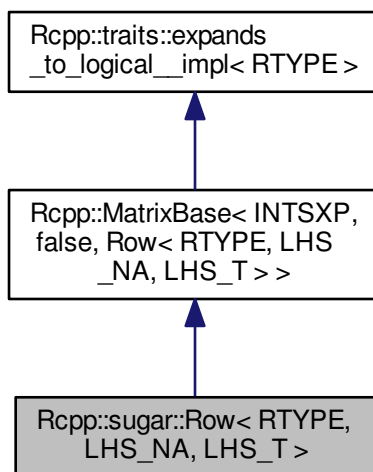 Rcpp::traits::expands
_to_logical__impl< RTYPE >
Rcpp::MatrixBase< INTSXP,
false, Row< RTYPE, LHS
_NA, LHS_T > >
Rcpp::sugar::Row< RTYPE,
LHS_NA, LHS_T >